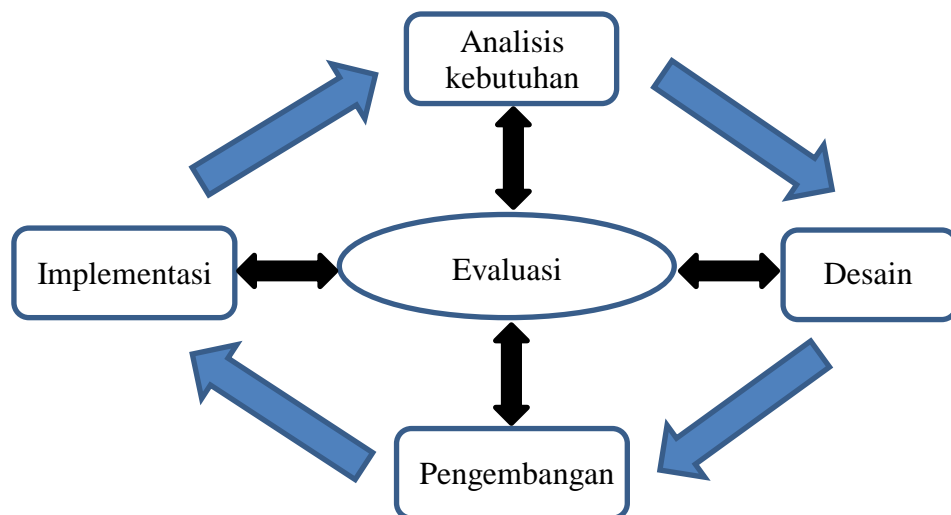 Analisis
kebutuhan
Implementasi
Evaluasi
Desain
Pengembangan